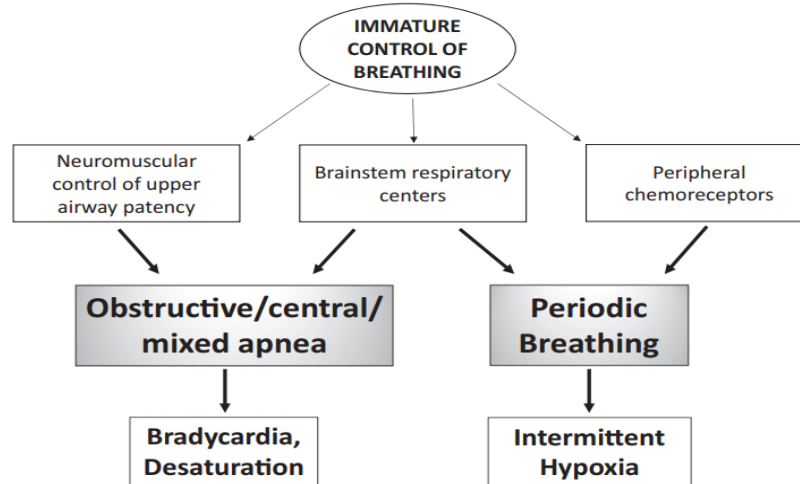 IMMATURE
CONTROL OF
BREATHING
Neuromuscular
control of upper
airway patency
Brainstem respiratory
centers
Peripheral
chemoreceptors
Obstructive/central/
mixed apnea
Periodic
Breathing
Bradycardia,
Desaturation
Intermittent
Hypoxia